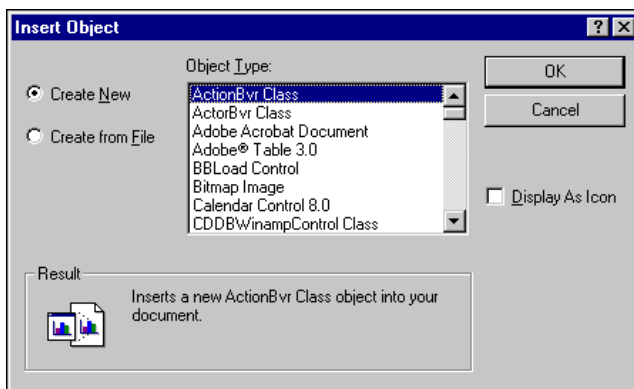 Insert Object
Object Type:
Create New
Create from File
ActionBvr Class
ActorBvr Class
Adobe Acrobat Document
Adobe® Table 3.0
BBLoad Control
Bitmap Image
Calendar Control 8.0
CDDBWinampControl Class
OK
Cancel
Display As Icon
Result
Inserts a new ActionBvr Class object into your
document.